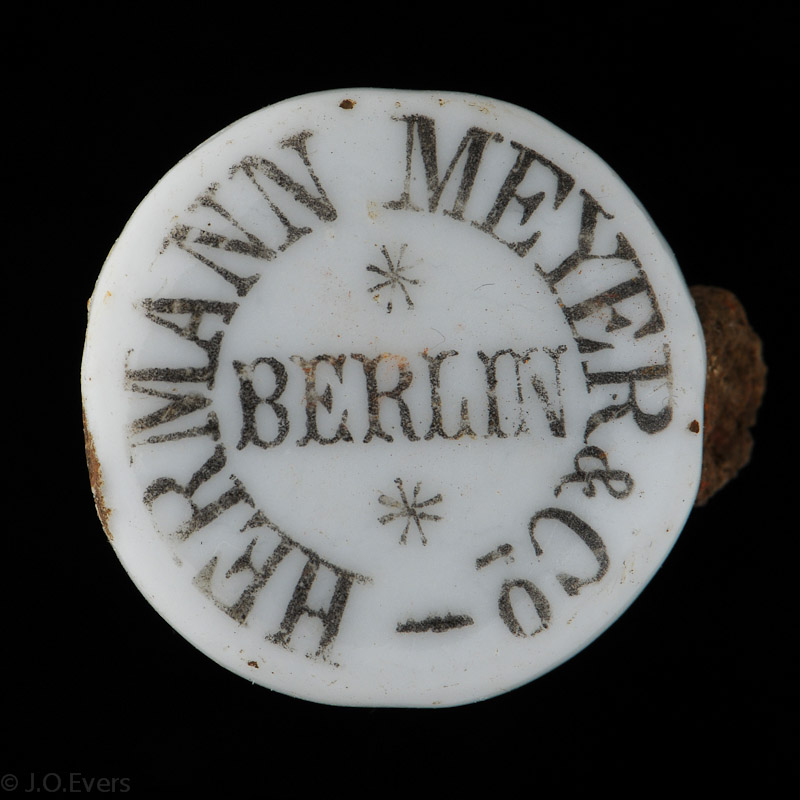 HERMANN MEYER & Co —
* BERLIN *
© J.O.Evers